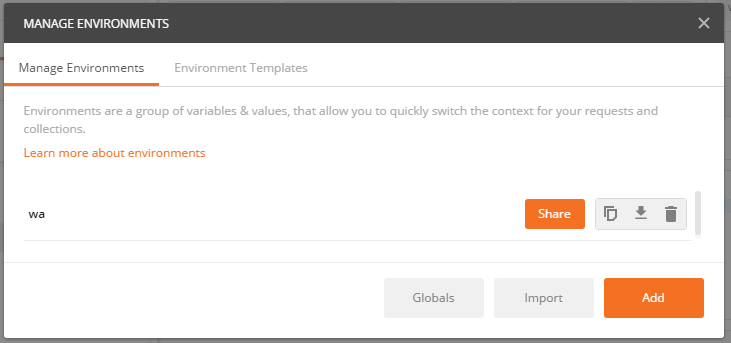 MANAGE ENVIRONMENTS
Manage Environments
Environment Templates
Environments are a group of variables & values, that allow you to quickly switch the context for your requests and
collections.
Learn more about environments
wa
Share
Globals
Import
Add